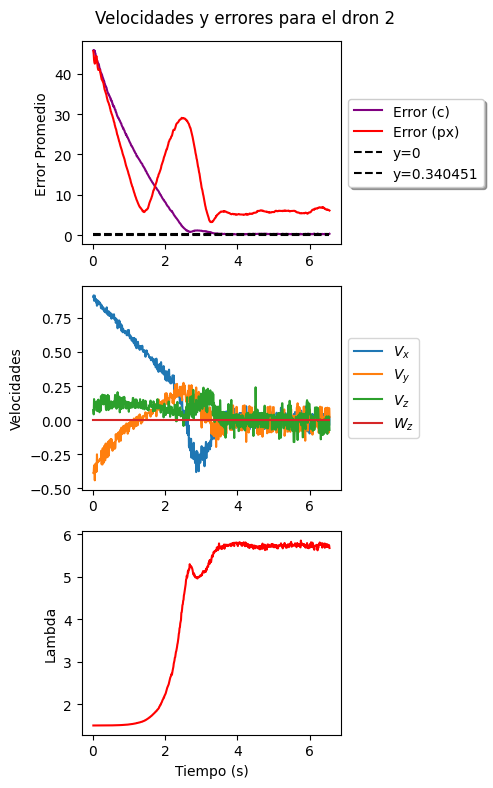 Velocidades y errores para el dron 2
Error Promedio
40
30
20
10
0
0
2
4
6
Error (c)
Error (px)
y=0
y=0.340451
Velocidades
0.75
0.50
0.25
0.00
−0.25
−0.50
0
2
4
6
V_x
V_y
V_z
W_z
Lambda
6
5
4
3
2
0
2
4
6
Tiempo (s)